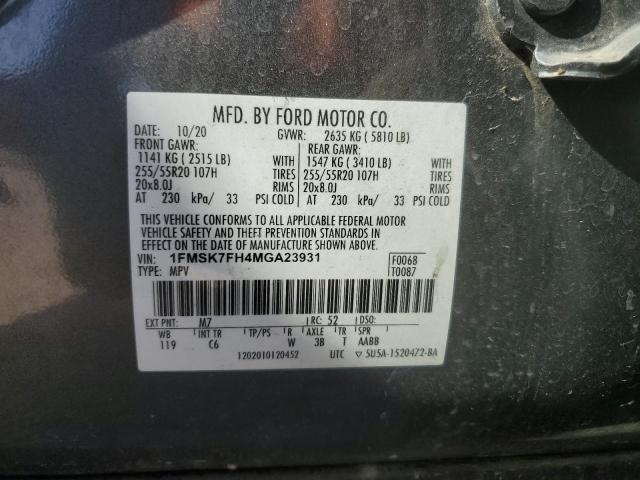 MFD. BY FORD MOTOR CO.
DATE: 10/20 GVWR: 2635 KG (5810 LB)
FRONT GAWR: REAR GAWR:
1141 KG (2515 LB) WITH 1547 KG (3410 LB) WITH
255/55R20 107H TIRES 255/55R20 107H TIRES
20x8.0J RIMS 20x8.0J RIMS
AT 230 kPa/ 33 PSI COLD AT 230 kPa/ 33 PSI COLD
THIS VEHICLE CONFORMS TO ALL APPLICABLE FEDERAL MOTOR
VEHICLE SAFETY AND THEFT PREVENTION STANDARDS IN
EFFECT ON THE DATE OF MANUFACTURE SHOWN ABOVE.
VIN: 1FMSK7FH4MGA23931 F0068
TYPE: MPV T0087
EXT PNT: M7 RC: 52 DSO:
WB INT TR TP/PS R AXLE TR SPR
119 C6 W 3B T AABB
1202010120452 UTC ▽ 5U5A-1520472-BA